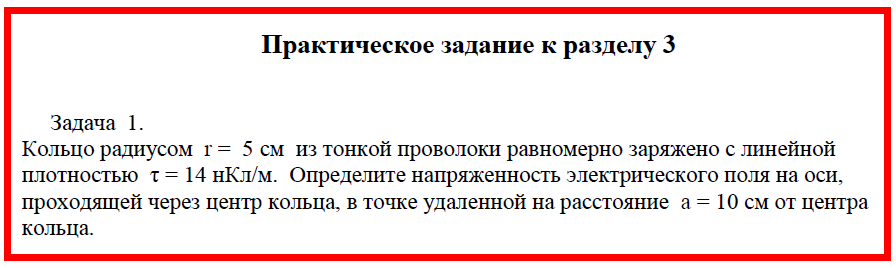 Практическое задание к разделу 3
Задача 1.
Кольцо радиусом r = 5 см из тонкой проволоки равномерно заряжено с линейной
плотностью τ = 14 нКл/м. Определите напряженность электрического поля на оси,
проходящей через центр кольца, в точке удаленной на расстояние a = 10 см от центра
кольца.